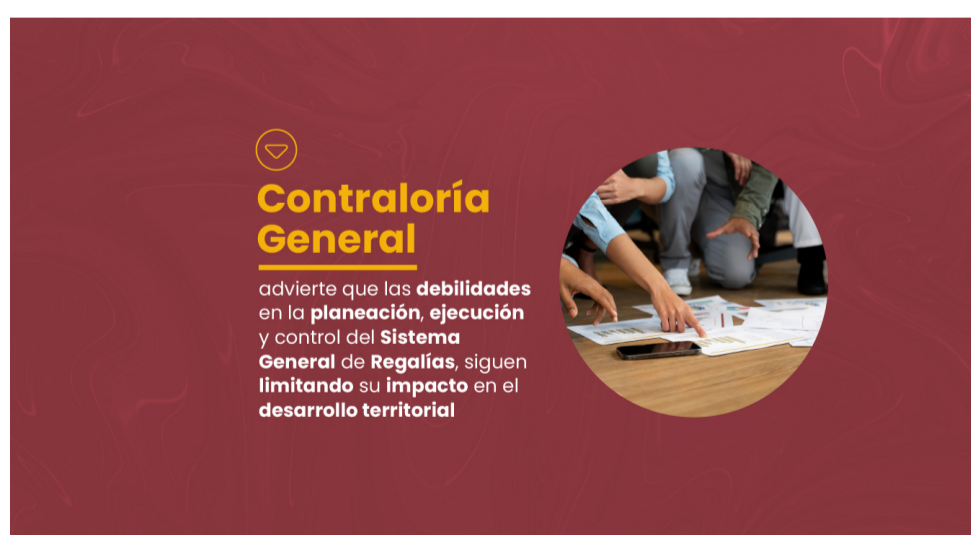 Contraloría
General
advierte que las debilidades
en la planeación, ejecución
y control del Sistema
General de Regalías, siguen
limitando su impacto en el
desarrollo territorial